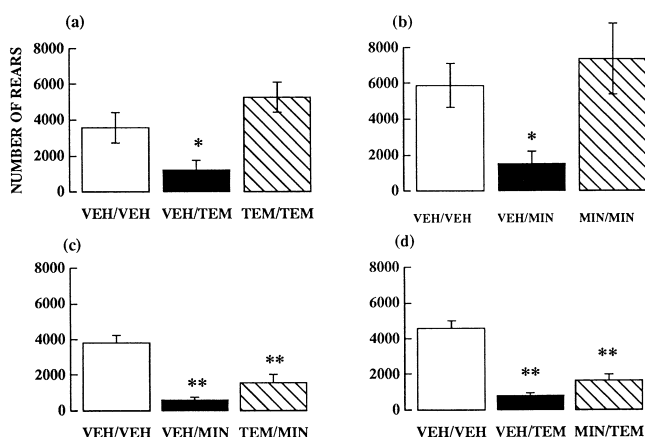 (a)
(b)
NUMBER OF REARS
8000
6000
4000
2000
0
*
VEH/VEH VEH/TEM TEM/TEM
8000
6000
4000
2000
0
*
VEH/VEH VEH/MIN MIN/MIN
(c)
(d)
8000
6000
4000
2000
0
**
**
VEH/VEH VEH/MIN TEM/MIN
8000
6000
4000
2000
0
**
**
VEH/VEH VEH/TEM MIN/TEM